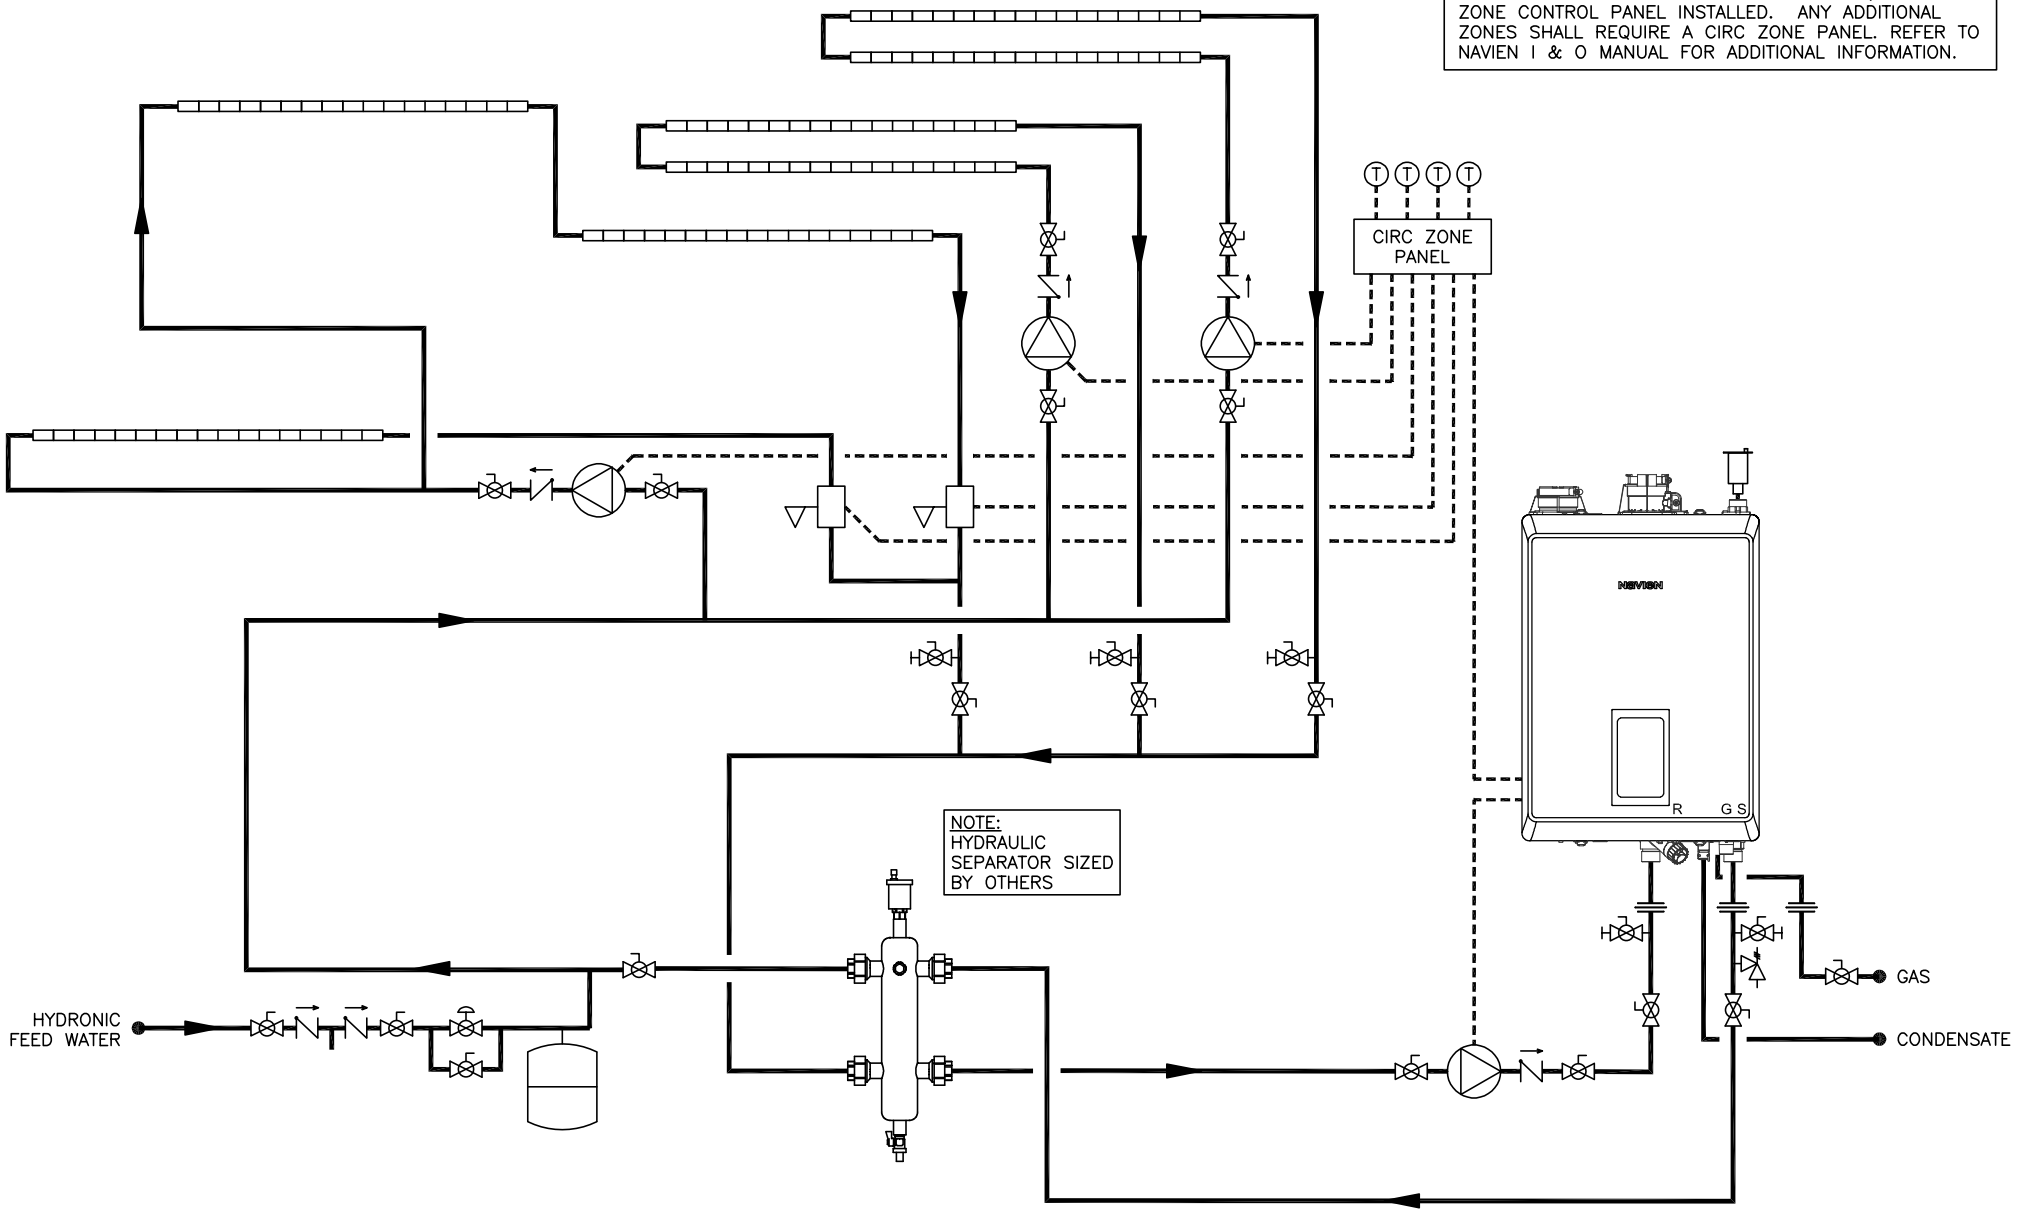 ZONE CONTROL PANEL INSTALLED. ANY ADDITIONAL
ZONES SHALL REQUIRE A CIRC ZONE PANEL. REFER TO
NAVIEN I & O MANUAL FOR ADDITIONAL INFORMATION.
T T T T
CIRC ZONE
PANEL
NAVIEN
R G S
NOTE:
HYDRAULIC
SEPARATOR SIZED
BY OTHERS
GAS
HYDRONIC
FEED WATER
CONDENSATE